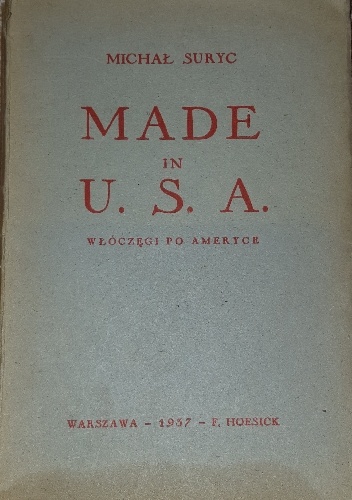 MICHAŁ SURYC
MADE
IN
U. S. A.
WŁÓCZĘGI PO AMERYCE
WARSZAWA - 1937 - F. HOESICK